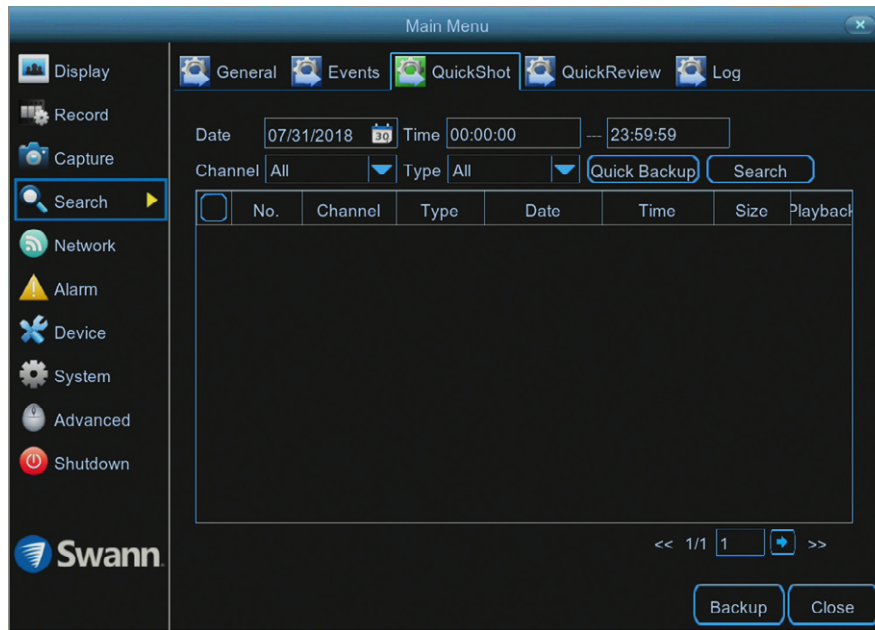 Main Menu
Display
Record
Capture
Search
Network
Alarm
Device
System
Advanced
Shutdown
Swann
General Events QuickShot QuickReview Log
Date 07/31/2018 30 Time 00:00:00 --- 23:59:59
Channel All Type All Quick Backup Search
No. Channel Type Date Time Size Playback
<< 1/1 1 >>
Backup Close